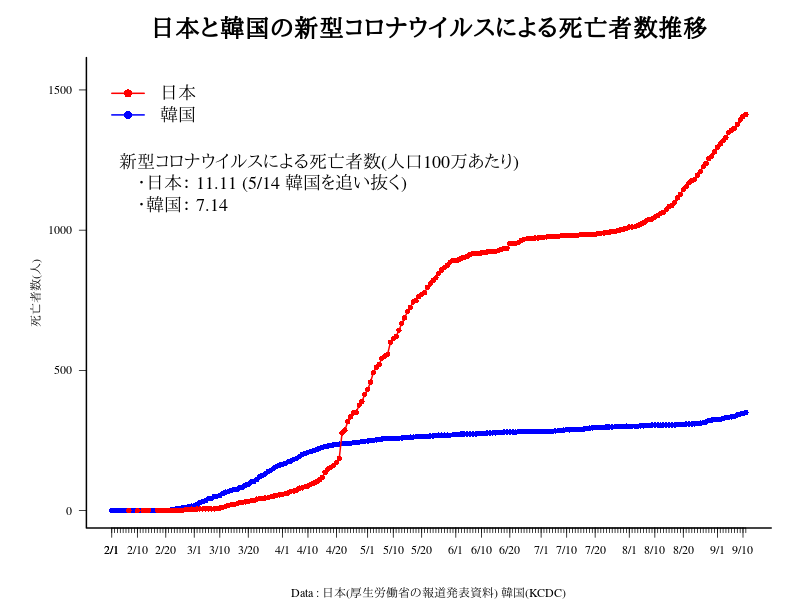 日本と韓国の新型コロナウイルスによる死亡者数推移
日本
韓国
新型コロナウイルスによる死亡者数(人口100万あたり)
・日本： 11.11 (5/14 韓国を追い抜く)
・韓国： 7.14
死亡者数(人)
1500
1000
500
0
2/1 2/10 2/20 3/1 3/10 3/20 4/1 4/10 4/20 5/1 5/10 5/20 6/1 6/10 6/20 7/1 7/10 7/20 8/1 8/10 8/20 9/1 9/10
Data : 日本(厚生労働省の報道発表資料) 韓国(KCDC)